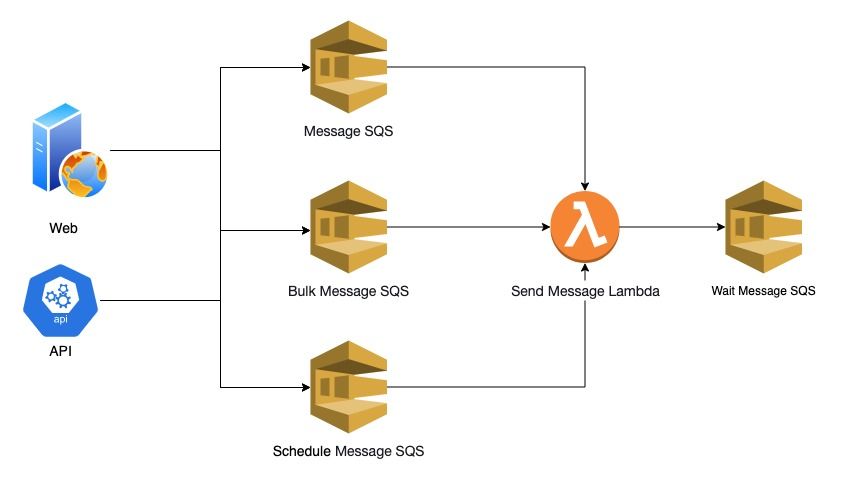 Message SQS
Web
Bulk Message SQS
Send Message Lambda
Wait Message SQS
api
API
Schedule Message SQS